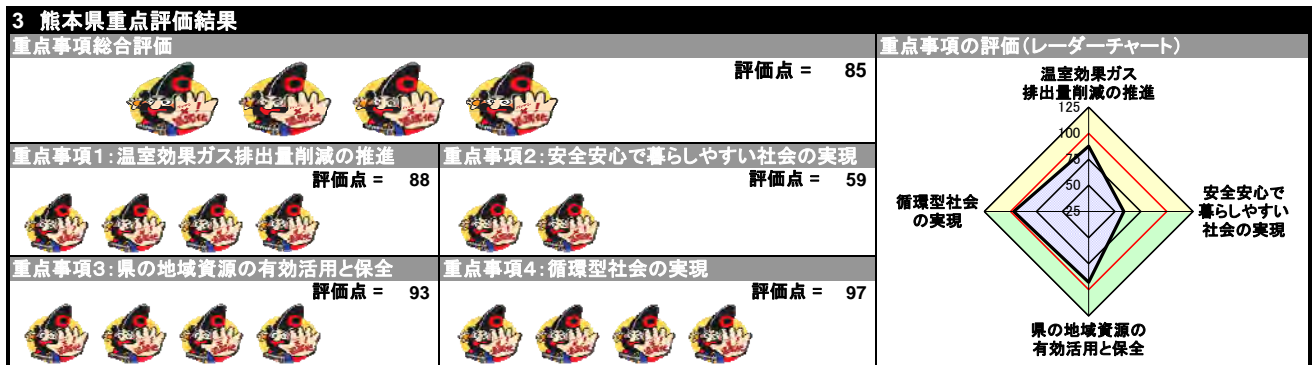 3 熊本県重点評価結果
重点事項総合評価
評価点 = 85
重点事項1:温室効果ガス排出量削減の推進
評価点 = 88
重点事項2:安全安心で暮らしやすい社会の実現
評価点 = 59
重点事項3:県の地域資源の有効活用と保全
評価点 = 93
重点事項4:循環型社会の実現
評価点 = 97
重点事項の評価(レーダーチャート)
温室効果ガス
排出量削減の推進
125
100
75
50
25
循環型社会
の実現
安全安心で
暮らしやすい
社会の実現
県の地域資源の
有効活用と保全